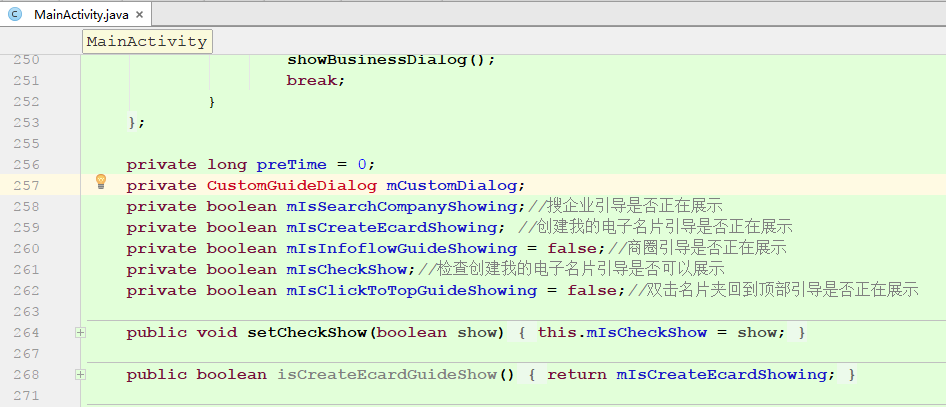 MainActivity.java ×
MainActivity
250 showBusinessDialog();
251 break;
252 }
253 };
255
256 private long preTime = 0;
257 private CustomGuideDialog mCustomDialog;
258 private boolean mIsSearchCompanyShowing;//搜企业引导是否正在展示
259 private boolean mIsCreateEcardShowing; //创建我的电子名片引导是否正在展示
260 private boolean mIsInfoflowGuideShowing = false;//商圈引导是否正在展示
261 private boolean mIsCheckShow;//检查创建我的电子名片引导是否可以展示
262 private boolean mIsClickToTopGuideShowing = false;//双击名片夹回到顶部引导是否正在展示
263
264 public void setCheckShow(boolean show) { this.mIsCheckShow = show; }
267
268 public boolean isCreateEcardGuideShow() { return mIsCreateEcardShowing; }
271